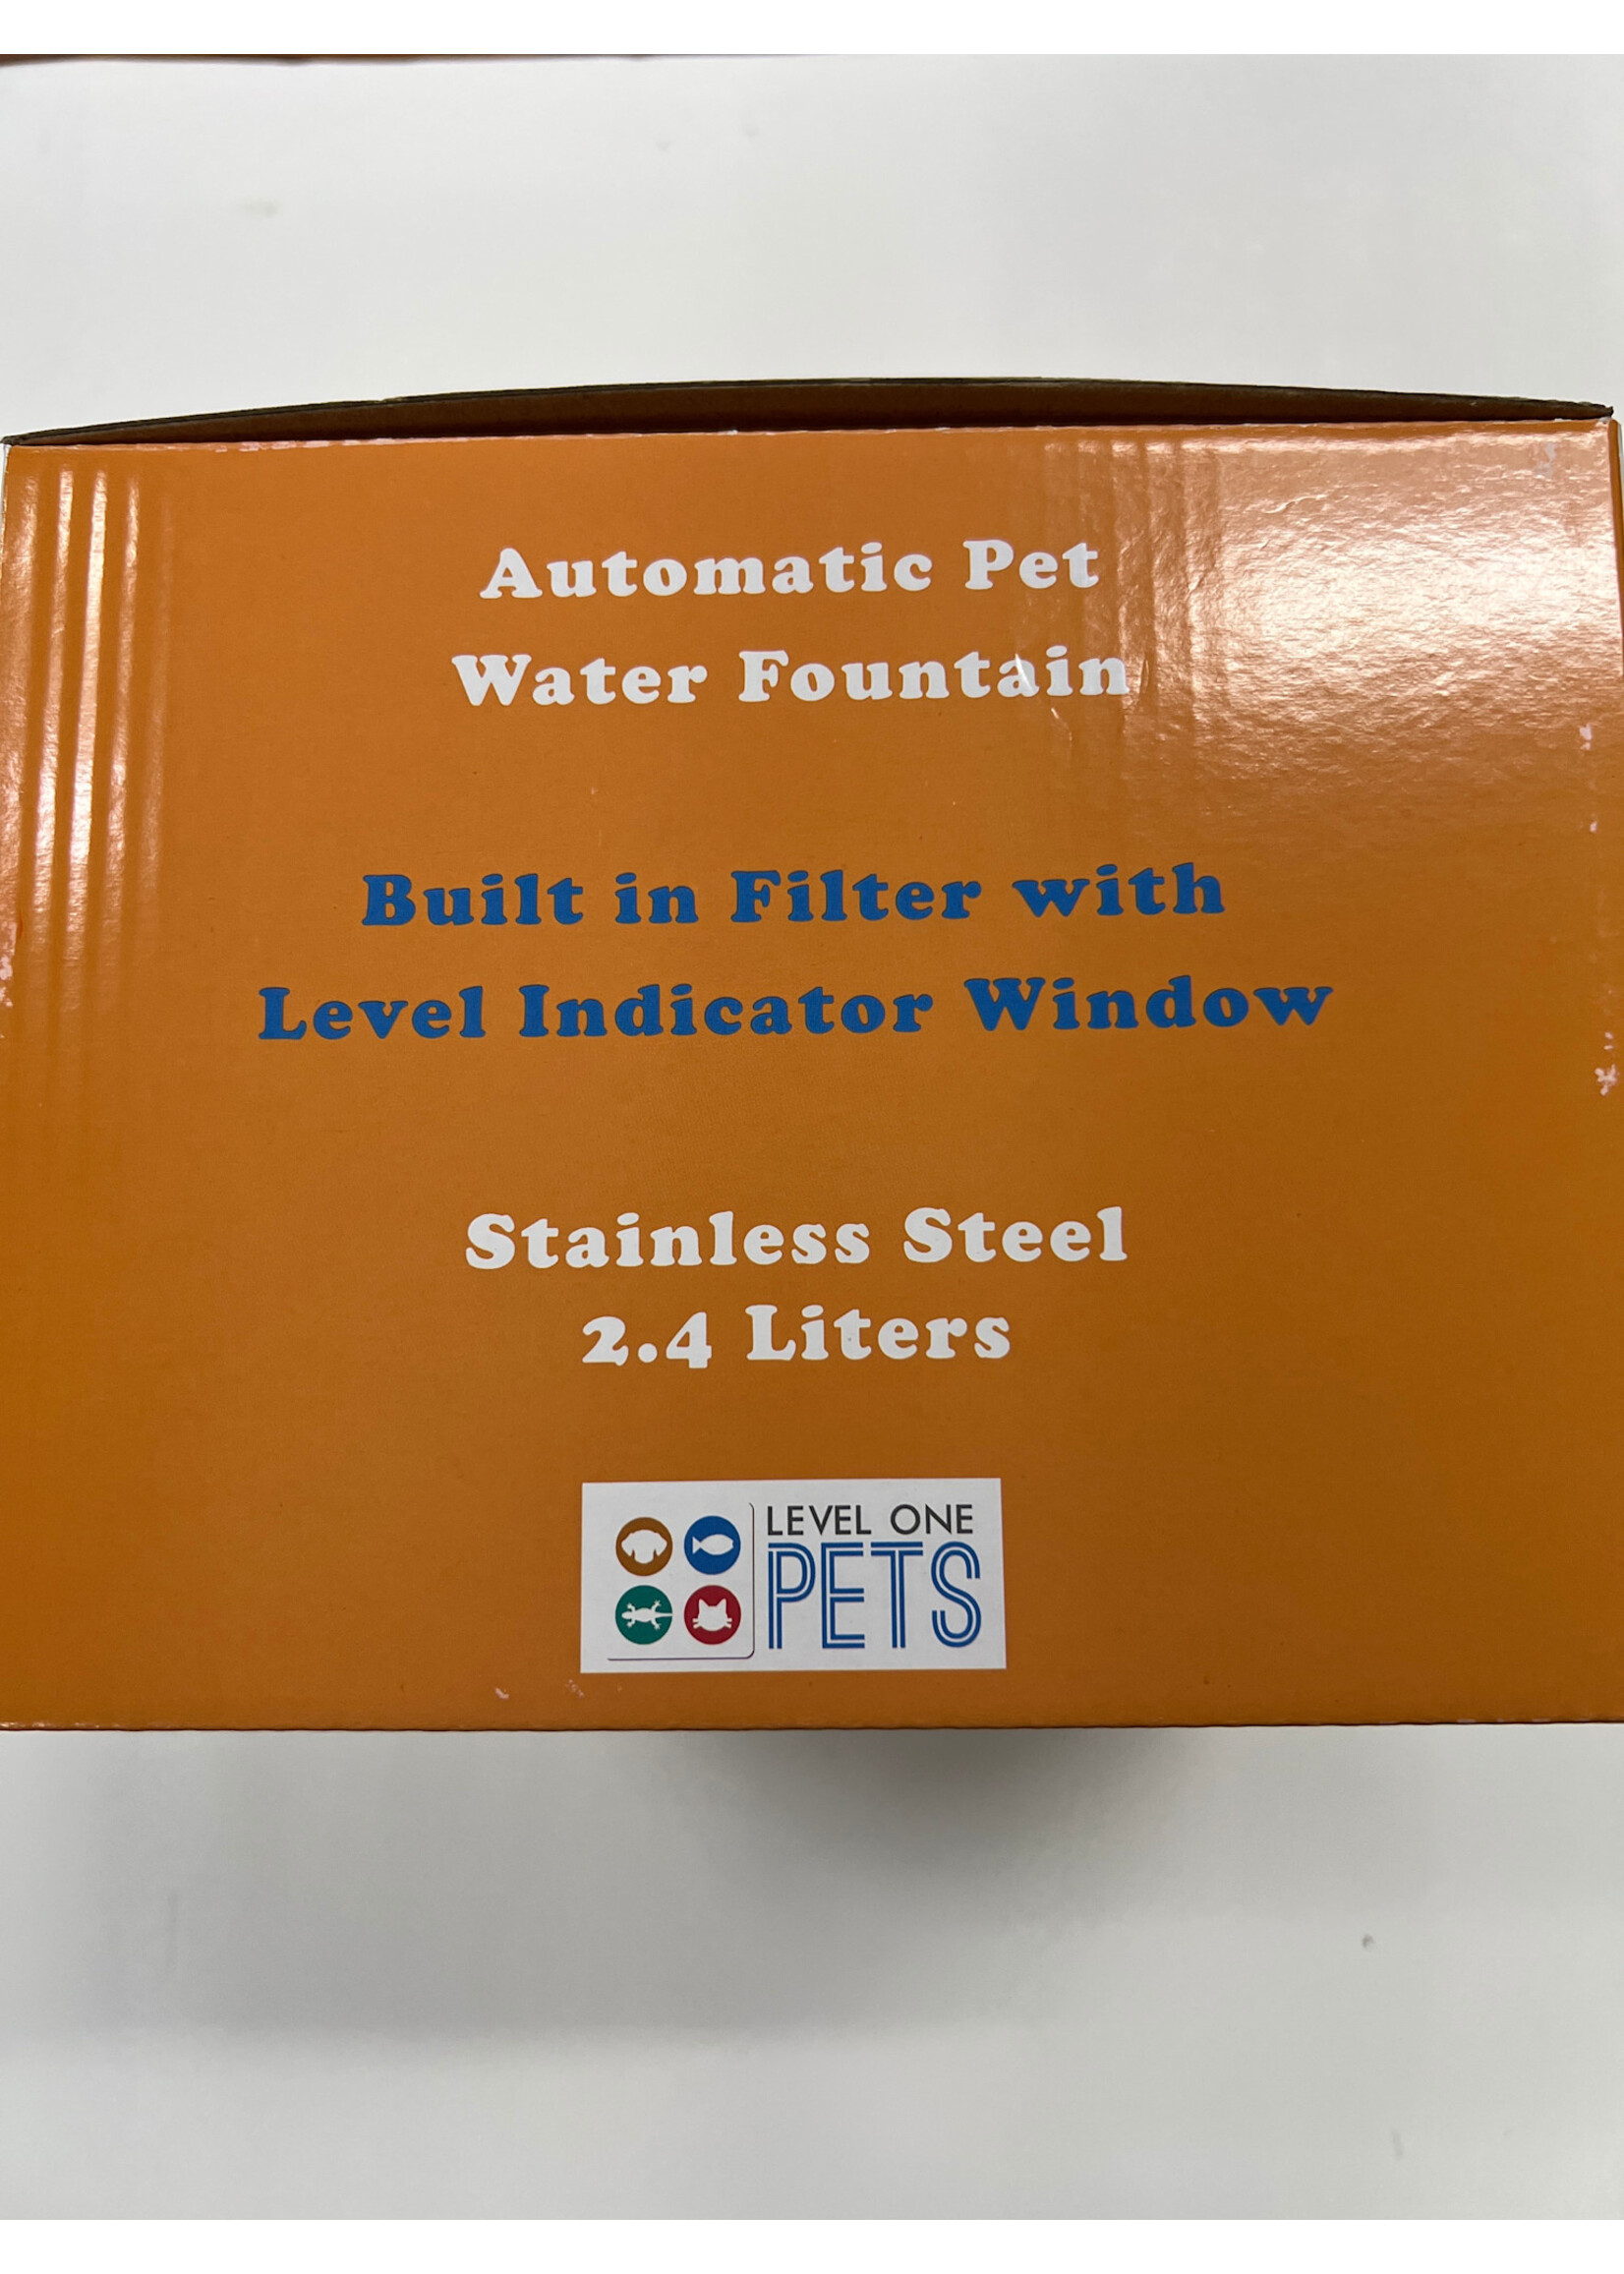 Automatic Pet
Water Fountain
Built in Filter with
Level Indicator Window
Stainless Steel
2.4 Liters
LEVEL ONE
PETS